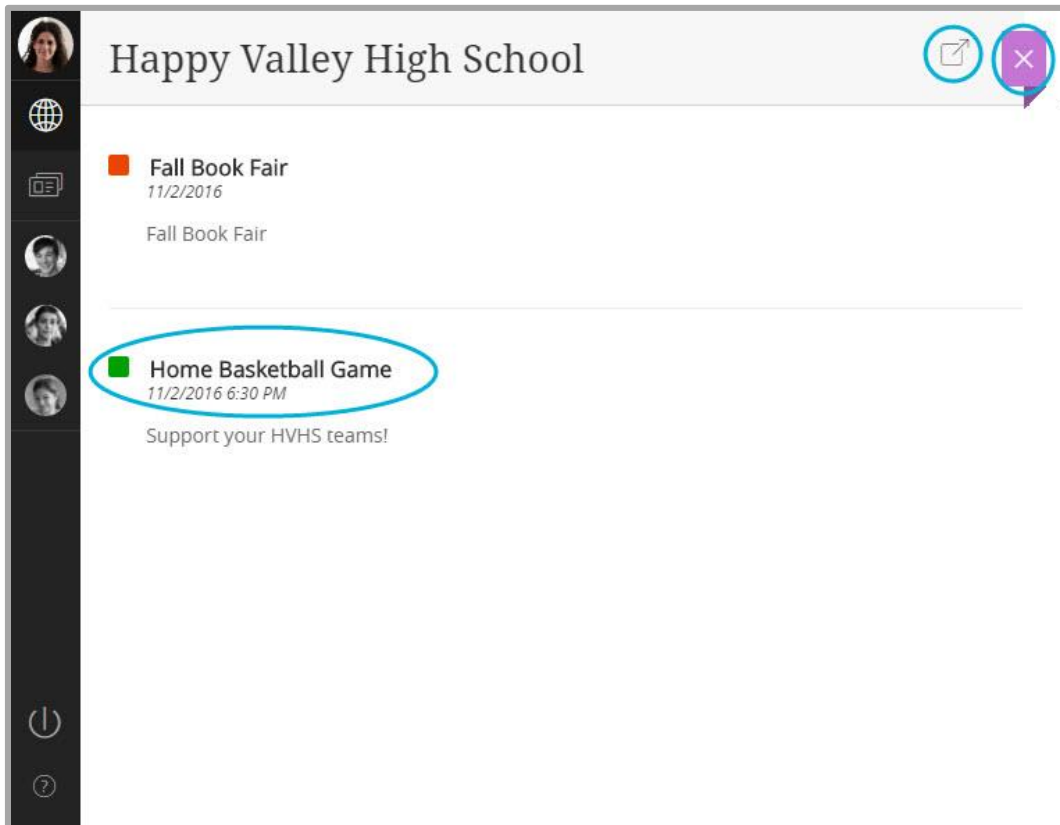 Happy Valley High School
Fall Book Fair
11/2/2016
Fall Book Fair
Home Basketball Game
11/2/2016 6:30 PM
Support your HVHS teams!